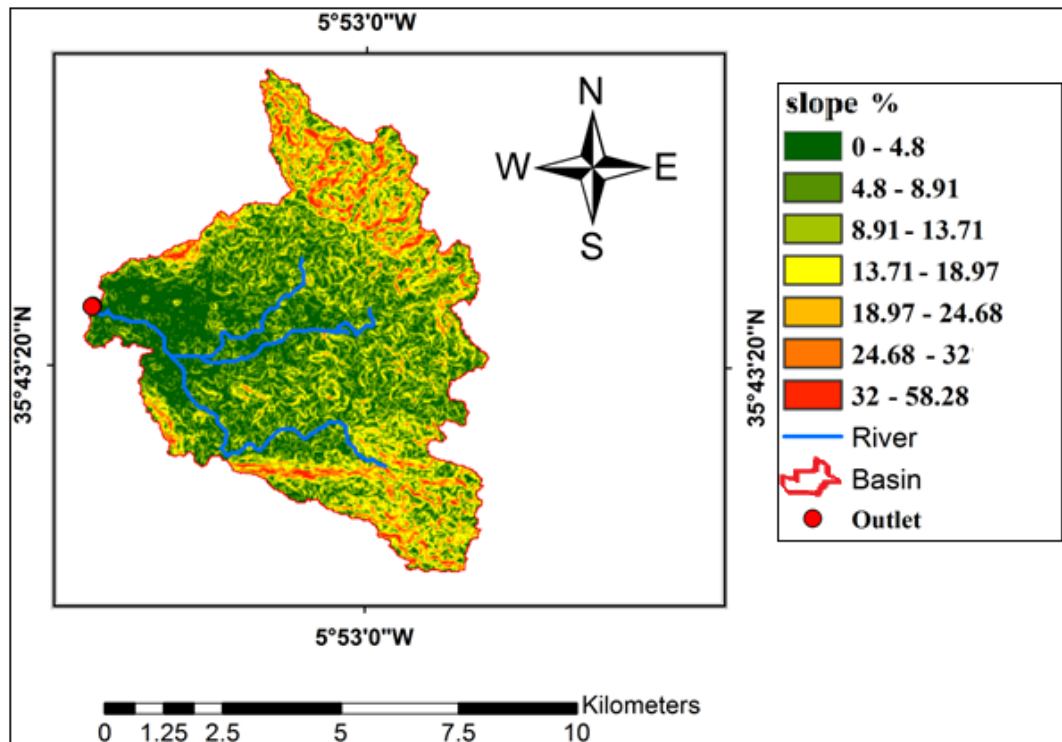 5°53'0"W
N
W E
S
35°43'20"N
35°43'20"N
5°53'0"W
slope %
0 - 4.8
4.8 - 8.91
8.91 - 13.71
13.71 - 18.97
18.97 - 24.68
24.68 - 32
32 - 58.28
River
Basin
Outlet
Kilometers
0 1.25 2.5 5 7.5 10